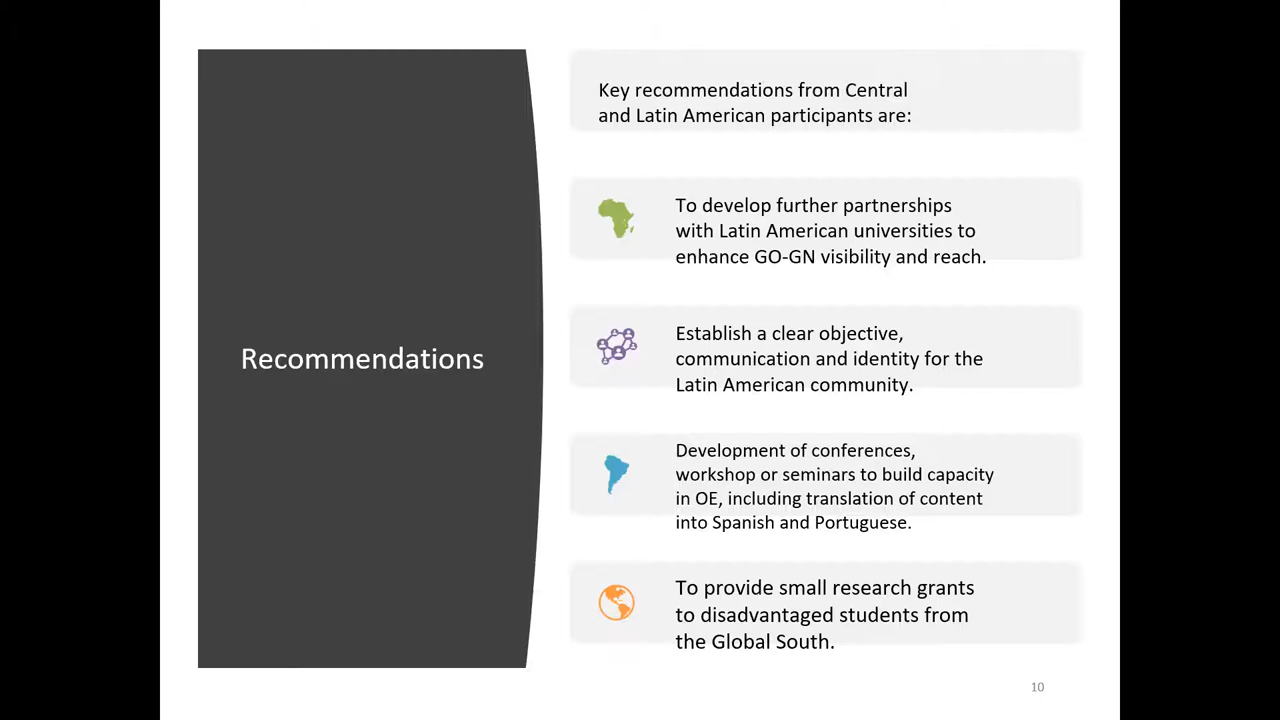 Recommendations
Key recommendations from Central
and Latin American participants are:
To develop further partnerships
with Latin American universities to
enhance GO-GN visibility and reach.
Establish a clear objective,
communication and identity for the
Latin American community.
Development of conferences,
workshop or seminars to build capacity
in OE, including translation of content
into Spanish and Portuguese.
To provide small research grants
to disadvantaged students from
the Global South.
10